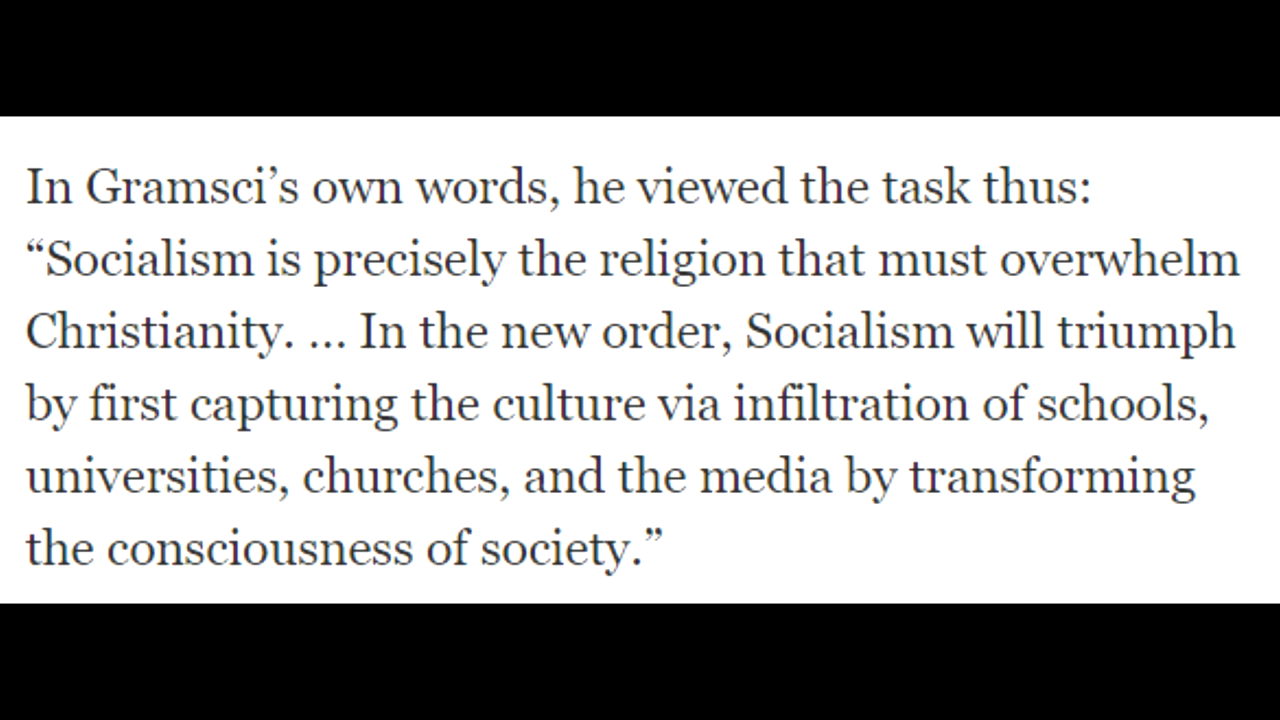 In Gramsci’s own words, he viewed the task thus:
“Socialism is precisely the religion that must overwhelm
Christianity. ... In the new order, Socialism will triumph
by first capturing the culture via infiltration of schools,
universities, churches, and the media by transforming
the consciousness of society.”